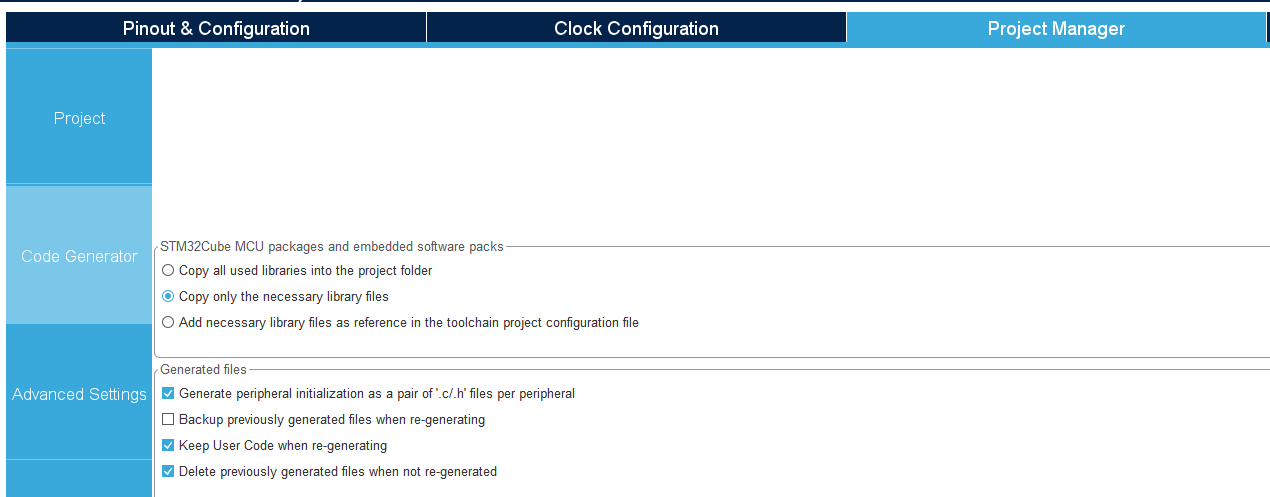 Pinout & Configuration
Clock Configuration
Project Manager
Project
Code Generator
Advanced Settings
STM32Cube MCU packages and embedded software packs
Copy all used libraries into the project folder
Copy only the necessary library files
Add necessary library files as reference in the toolchain project configuration file
Generated files
Generate peripheral initialization as a pair of '.c/.h' files per peripheral
Backup previously generated files when re-generating
Keep User Code when re-generating
Delete previously generated files when not re-generated